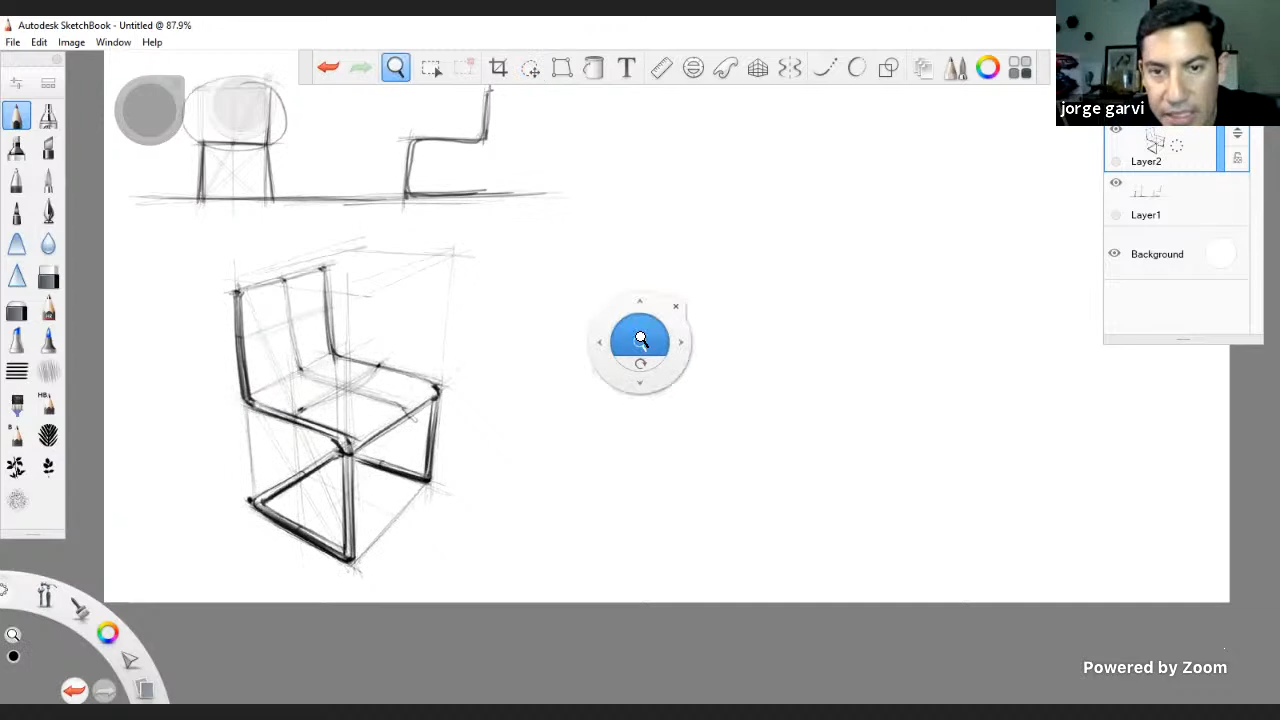 Autodesk SketchBook - Untitled @ 87.9%
File Edit Image Window Help
jorge garvi
Layer2
Layer1
Background
Powered by Zoom